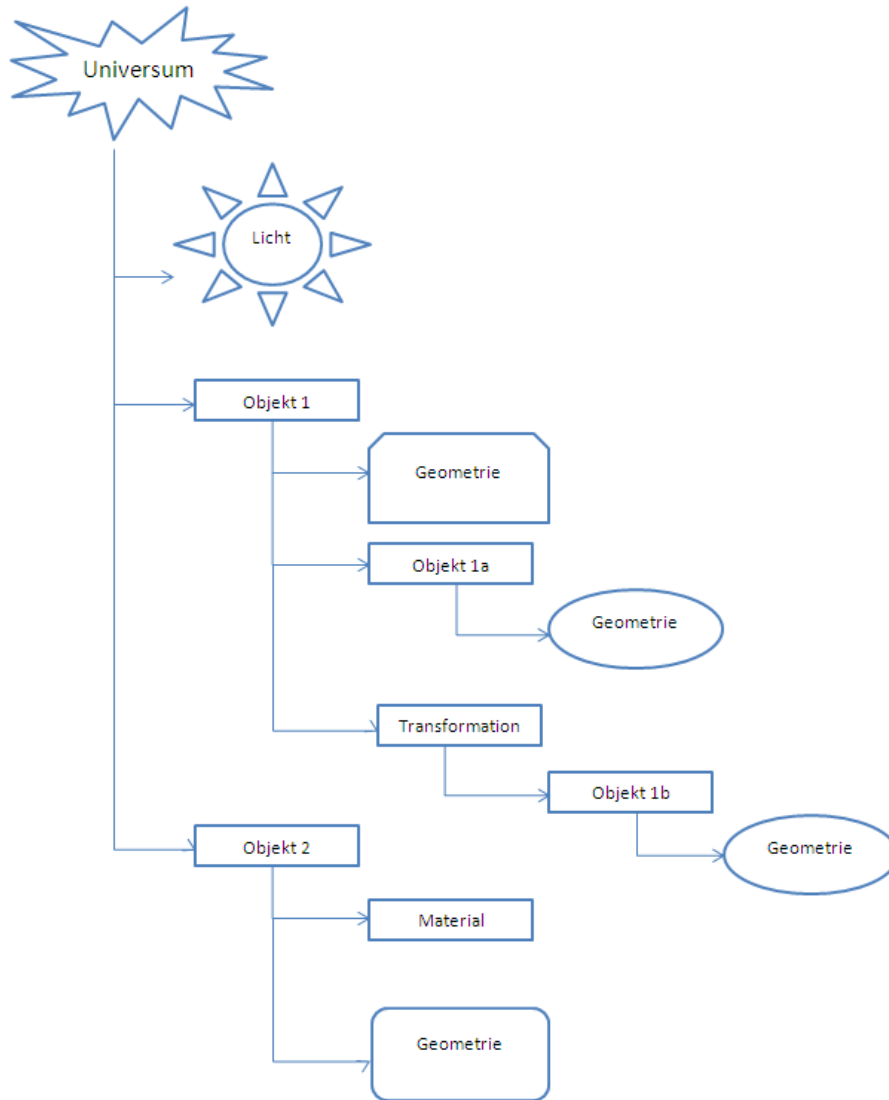 Universum
Licht
Objekt 1
Geometrie
Objekt 1a
Geometrie
Transformation
Objekt 1b
Geometrie
Objekt 2
Material
Geometrie